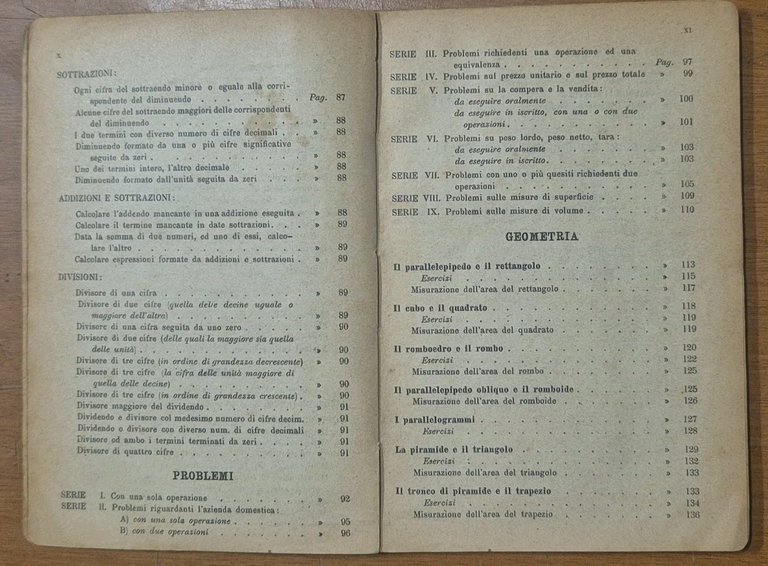 X
SOTTRAZIONI:
Ogni cifra del sottraendo minore o eguale alla corri-
spondente del diminuendo . . . . . . . . Pag. 87
Alcune cifre del sottraendo maggiori delle corrispondenti
del diminuendo . . . . . . . . . . » 88
I due termini con diverso numero di cifre decimali . . » 88
Diminuendo formato da una o più cifre significative
seguite da zeri . . . . . . . . . . » 88
Uno dei termini intero, l'altro decimale . . . . . » 88
Diminuendo formato dall'unità seguita da zeri . . . » 88
ADDIZIONI E SOTTRAZIONI:
Calcolare l'addendo mancante in una addizione eseguita . » 88
Calcolare il termine mancante in date sottrazioni . . . » 89
Data la somma di due numeri, ed uno di essi, calco-
lare l'altro . . . . . . . . . . . » 89
Calcolare espressioni formate da addizioni e sottrazioni . » 89
DIVISIONI:
Divisore di una cifra . . . . . . . . . » 89
Divisore di due cifre (quella delle decine uguale o
maggiore dell'altra) . . . . . . . . . » 89
Divisore di una cifra seguita da uno zero . . . . . » 90
Divisore di due cifre (delle quali la maggiore sia quella
delle unità) . . . . . . . . . . . » 90
Divisore di tre cifre (in ordine di grandezza decrescente) » 90
Divisore di tre cifre (la cifra delle unità maggiore di
quella delle decine) . . . . . . . . . » 90
Divisore di tre cifre (in ordine di grandezza crescente) . » 90
Divisore maggiore del dividendo . . . . . . . » 91
Dividendo e divisore col medesimo numero di cifre decim. » 91
Dividendo o divisore con diverso num. di cifre decimali » 91
Divisore od ambo i termini terminati da zeri . . . . » 91
Divisore di quattro cifre . . . . . . . . » 91
PROBLEMI
SERIE I. Con una sola operazione . . . . . . . » 92
SERIE II. Problemi riguardanti l'azienda domestica:
A) con una sola operazione . . . . . . » 95
B) con due operazioni . . . . . . . » 96
XI
SERIE III. Problemi richiedenti una operazione ed una
equivalenza . . . . . . . . . . Pag. 97
SERIE IV. Problemi sul prezzo unitario e sul prezzo totale » 99
SERIE V. Problemi su la compera e la vendita:
da eseguire oralmente . . . . . . . » 100
da eseguire in iscritto, con una o con due
operazioni . . . . . . . . . . » 101
SERIE VI. Problemi su peso lordo, peso netto, tara:
da eseguire oralmente . . . . . . . » 103
da eseguire in iscritto . . . . . . . » 103
SERIE VII. Problemi con uno o più quesiti richiedenti due
operazioni . . . . . . . . . . » 105
SERIE VIII. Problemi sulle misure di superficie . . . . » 109
SERIE IX. Problemi sulle misure di volume . . . . . » 110
GEOMETRIA
Il parallelepipedo e il rettangolo . . . . . . . » 113
Esercizi . . . . . . . . . . . » 115
Misurazione dell'area del rettangolo . . . . . . » 117
Il cubo e il quadrato . . . . . . . . . . » 118
Esercizi . . . . . . . . . . . » 119
Misurazione dell'area del quadrato . . . . . . » 119
Il romboedro e il rombo . . . . . . . . . » 120
Esercizi . . . . . . . . . . . » 122
Misurazione dell'area del rombo . . . . . . . » 125
Il parallelepipedo obliquo e il romboide . . . . . » 125
Misurazione dell'area del romboide . . . . . . » 126
I parallelogrammi . . . . . . . . . . . » 127
Esercizi . . . . . . . . . . . » 128
La piramide e il triangolo . . . . . . . . . » 129
Esercizi . . . . . . . . . . . » 132
Misurazione dell'area del triangolo . . . . . . » 133
Il tronco di piramide e il trapezio . . . . . . » 133
Esercizi . . . . . . . . . . . » 134
Misurazione dell'area del trapezio . . . . . . » 136